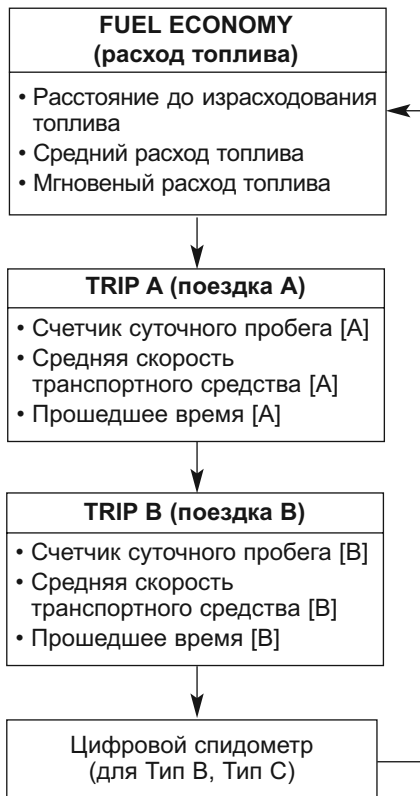 FUEL ECONOMY
(расход топлива)
• Расстояние до израсходования
топлива
• Средний расход топлива
• Мгновеный расход топлива
TRIP A (поездка A)
• Счетчик суточного пробега [A]
• Средняя скорость
транспортного средства [A]
• Прошедшее время [A]
TRIP B (поездка B)
• Счетчик суточного пробега [B]
• Средняя скорость
транспортного средства [B]
• Прошедшее время [B]
Цифровой спидометр
(для Тип B, Тип C)